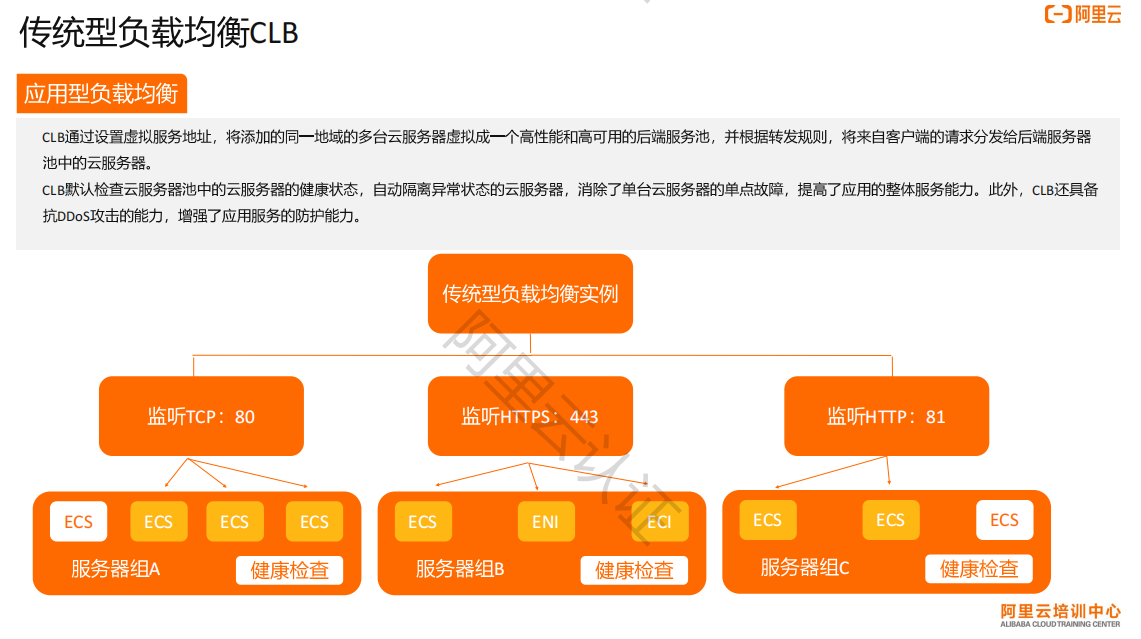 传统型负载均衡CLB
阿里云
应用型负载均衡
CLB通过设置虚拟服务地址，将添加的同一地域的多台云服务器虚拟成一个高性能和高可用的后端服务池，并根据转发规则，将来自客户端的请求分发给后端服务器
池中的云服务器。
CLB默认检查云服务器池中的云服务器的健康状态，自动隔离异常状态的云服务器，消除了单台云服务器的单点故障，提高了应用的整体服务能力。此外，CLB还具备
抗DDoS攻击的能力，增强了应用服务的防护能力。
传统型负载均衡实例
阿里云认证
监听TCP：80
监听HTTPS：443
监听HTTP：81
ECS ECS ECS ECS
服务器组A 健康检查
ECS ENI ECI
服务器组B 健康检查
ECS ECS ECS
服务器组C 健康检查
阿里云培训中心
ALIBABA CLOUD TRAINING CENTER